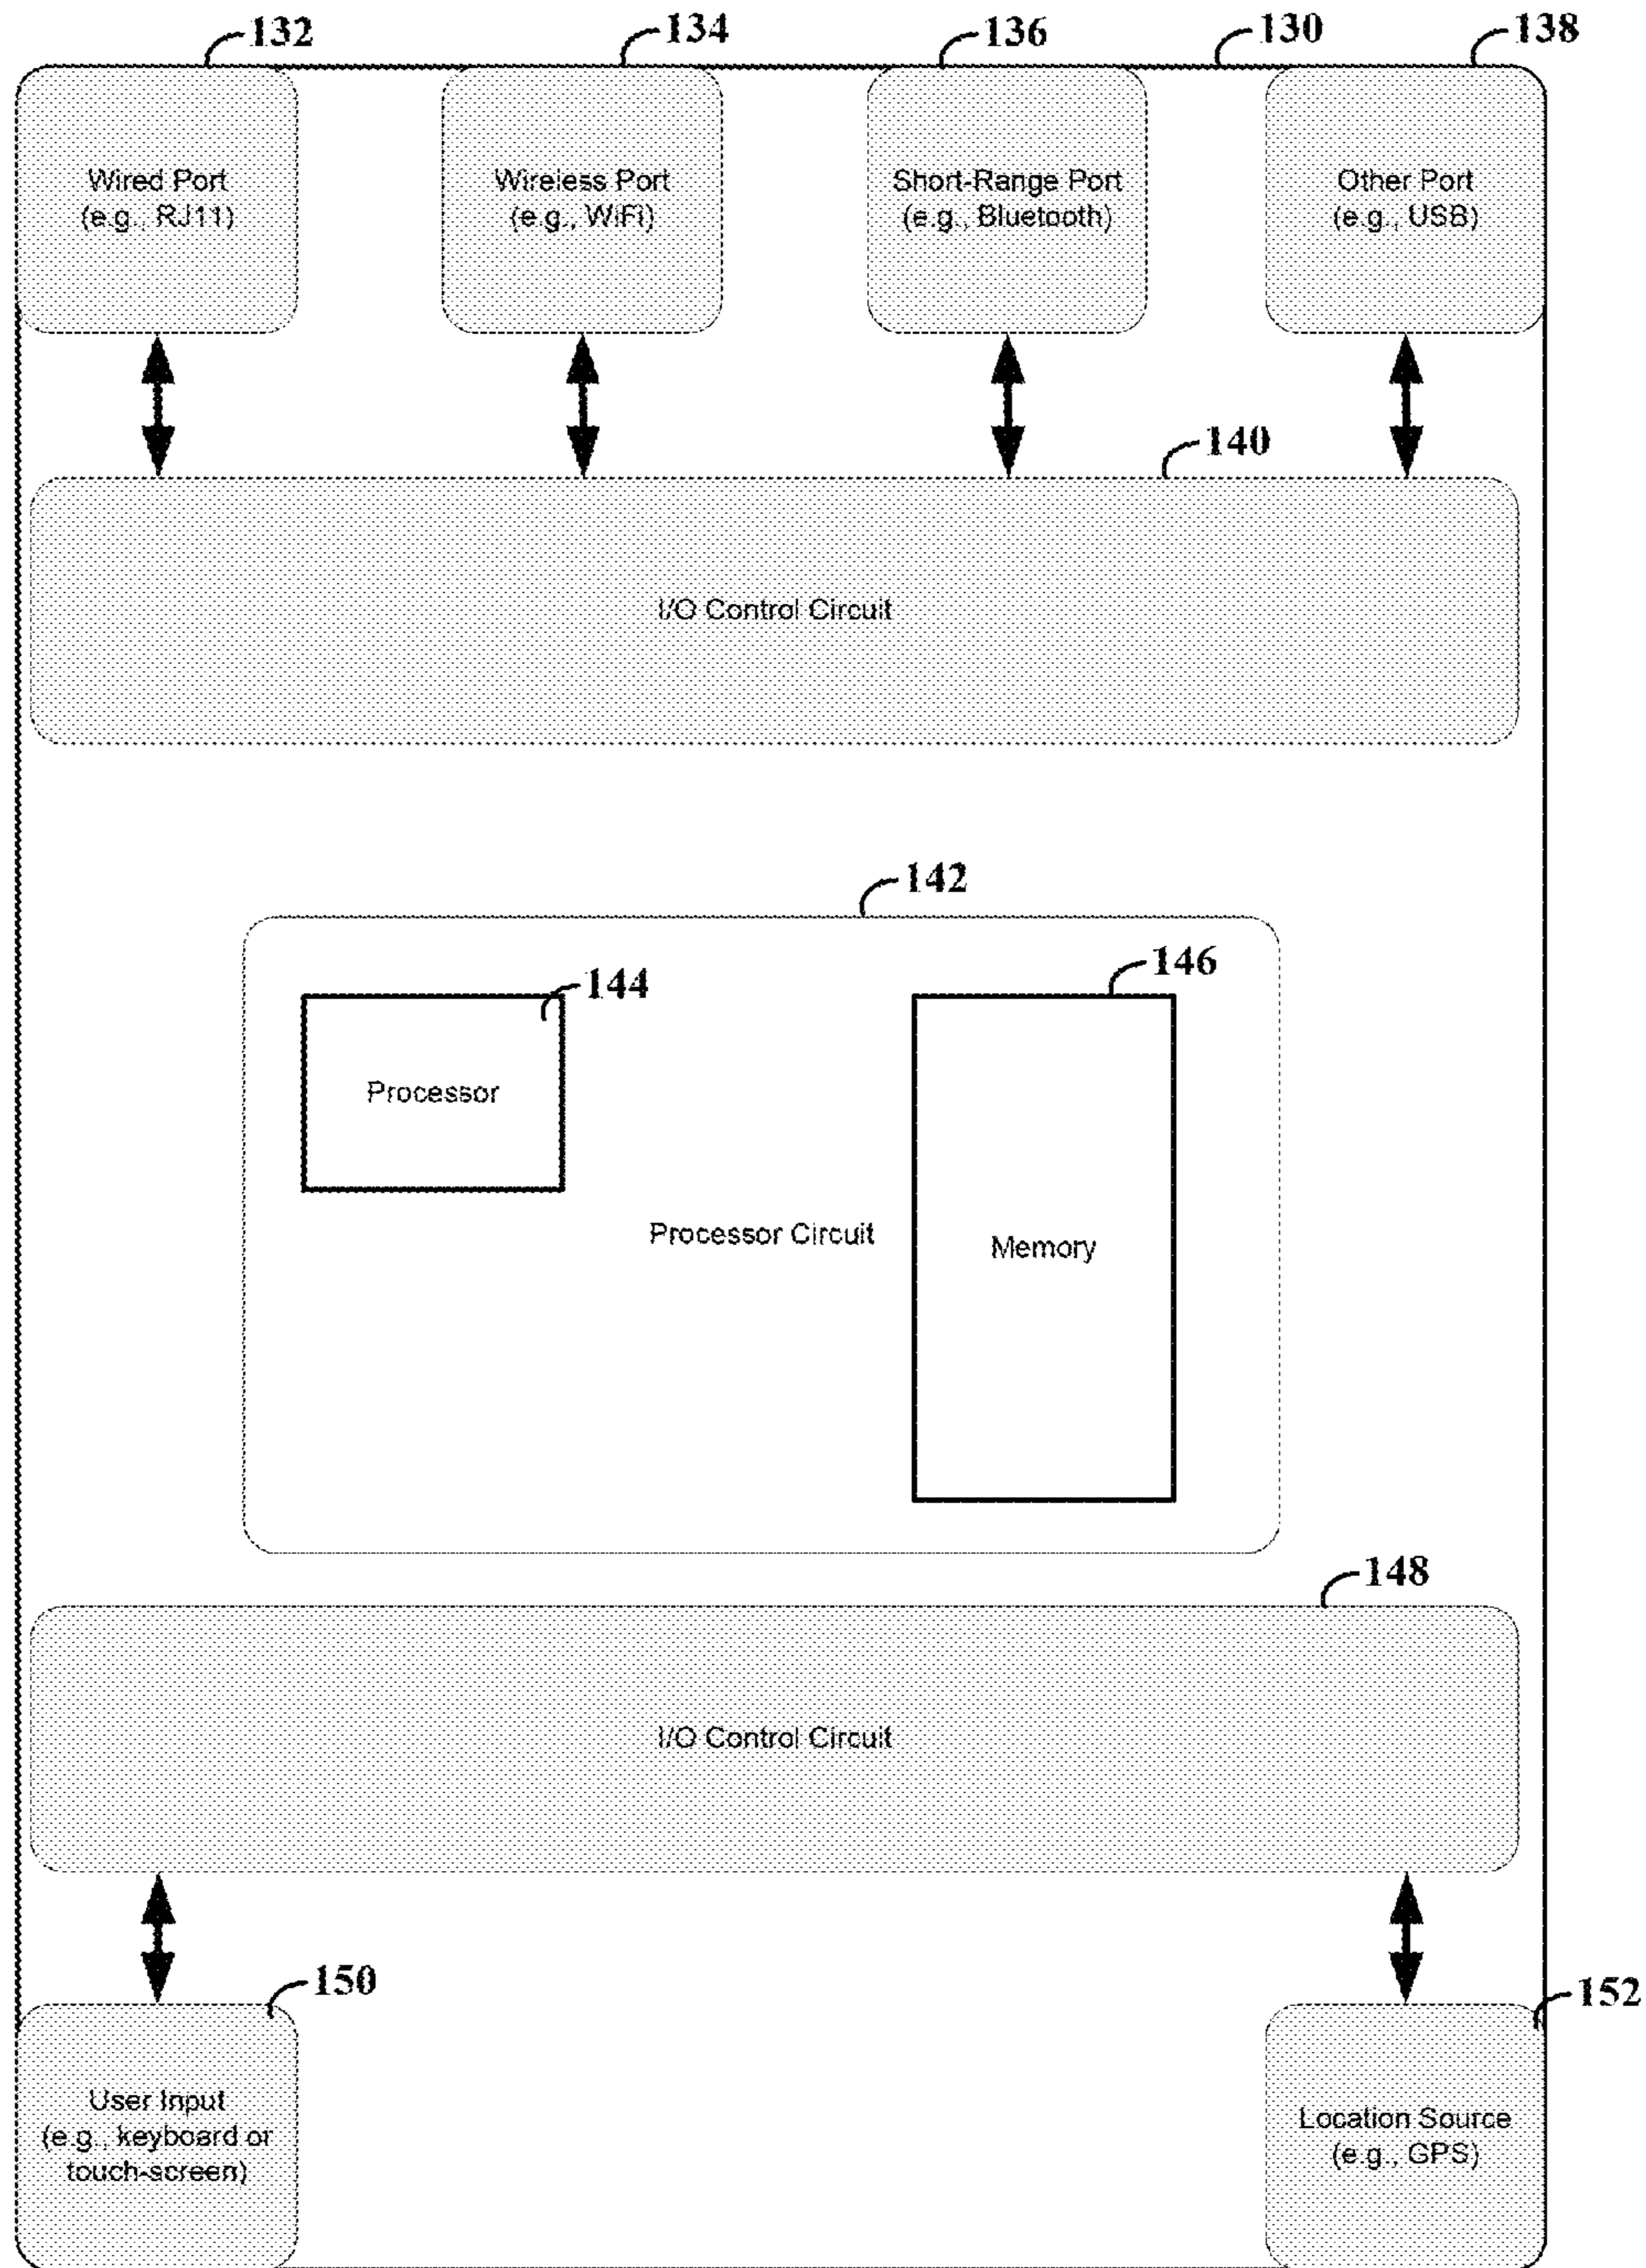 132
134
136
130
138
Wired Port
(e.g., RJ11)
Wireless Port
(e.g., WiFi)
Short-Range Port
(e.g., Bluetooth)
Other Port
(e.g., USB)
140
I/O Control Circuit
142
144
146
Processor
Processor Circuit
Memory
148
I/O Control Circuit
150
152
User Input
(e.g., keyboard or
touch-screen)
Location Source
(e.g., GPS)